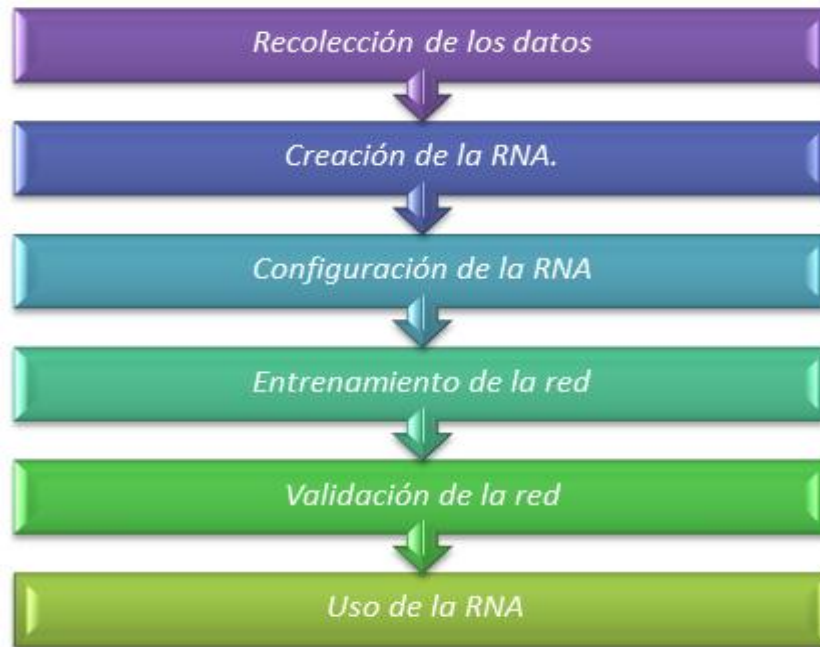 Recolección de los datos
Creación de la RNA.
Configuración de la RNA
Entrenamiento de la red
Validación de la red
Uso de la RNA